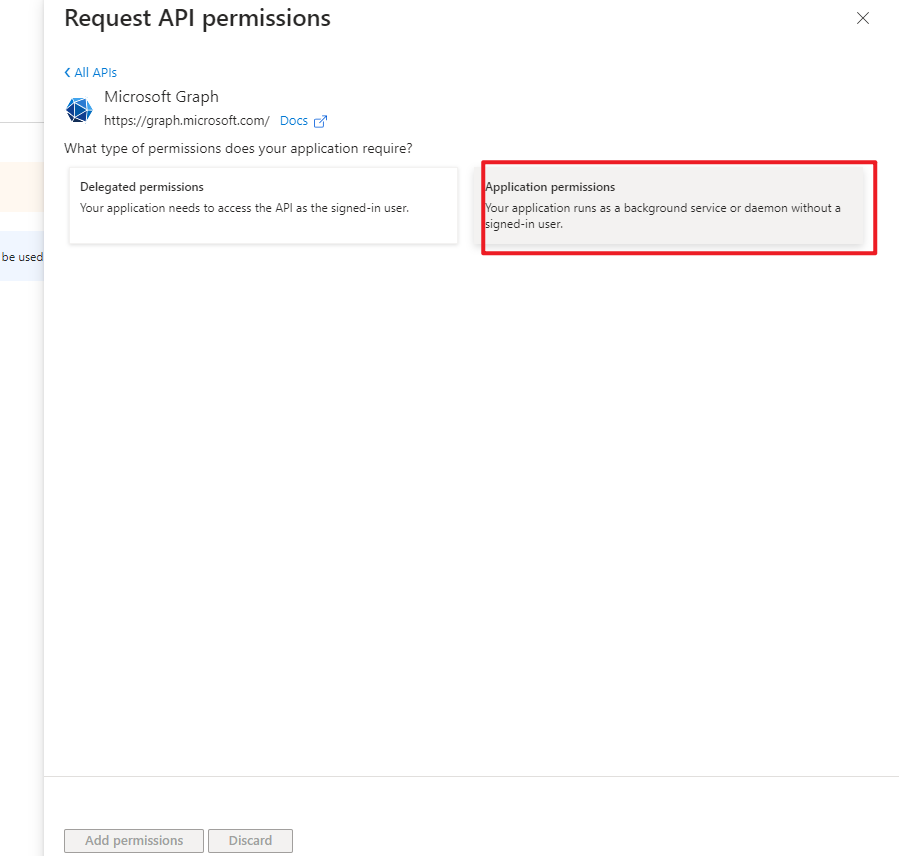 Request API permissions
All APIs
Microsoft Graph
https://graph.microsoft.com/ Docs
What type of permissions does your application require?
Delegated permissions
Your application needs to access the API as the signed-in user.
Application permissions
Your application runs as a background service or daemon without a
signed-in user.
be used
Add permissions Discard